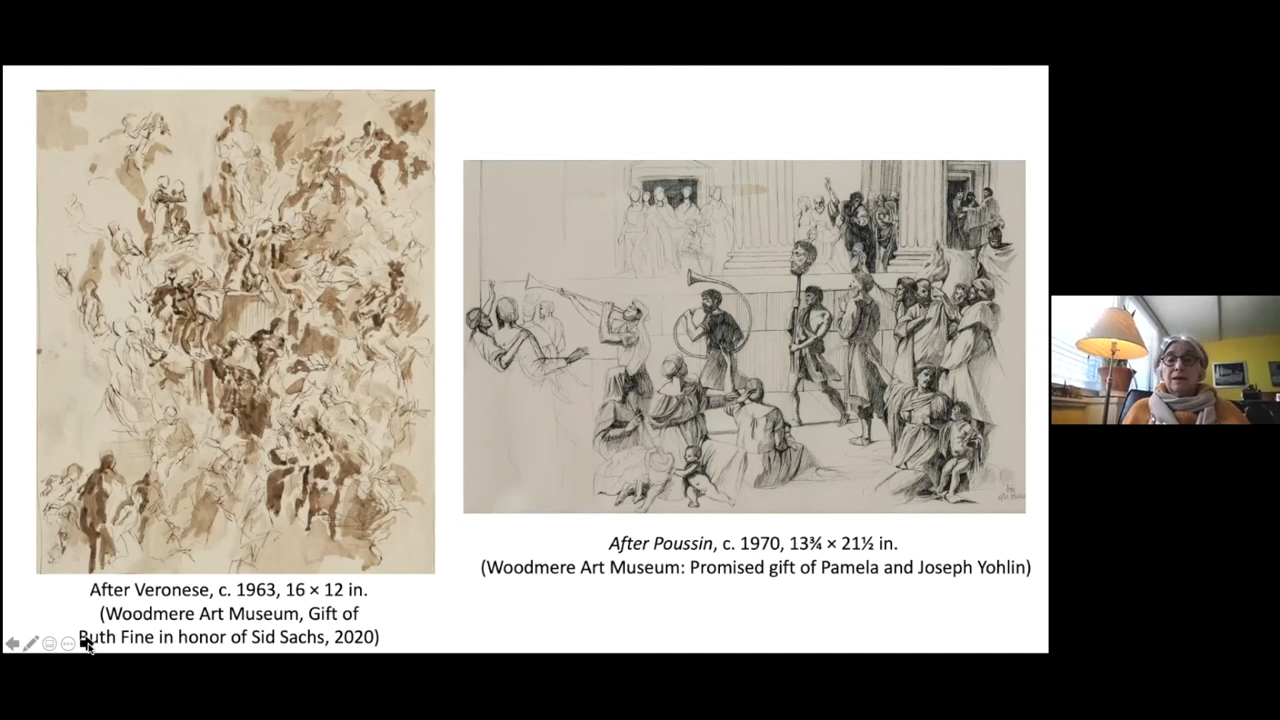 After Veronese, c. 1963, 16 × 12 in.
(Woodmere Art Museum, Gift of
Ruth Fine in honor of Sid Sachs, 2020)
After Poussin, c. 1970, 13¾ × 21½ in.
(Woodmere Art Museum: Promised gift of Pamela and Joseph Yohlin)